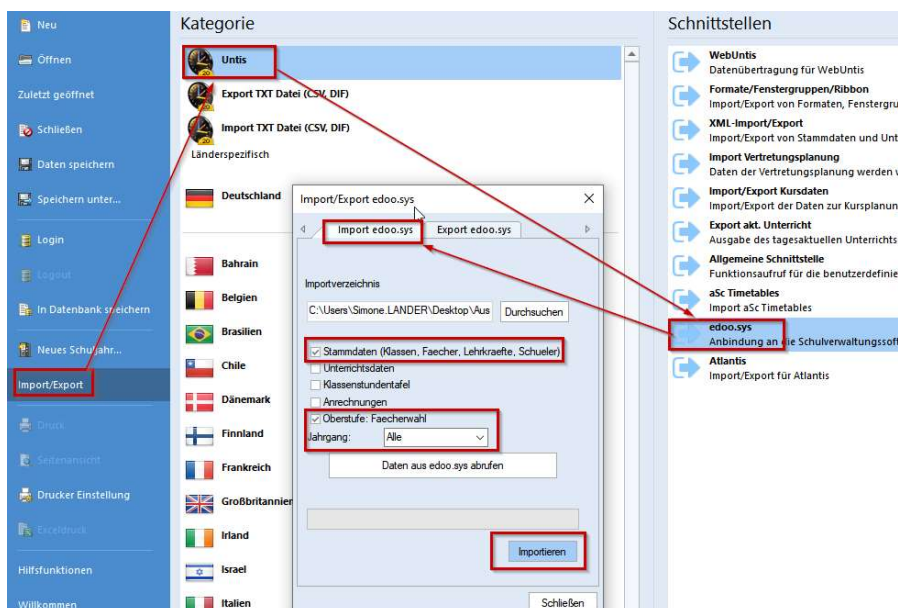 Neu
Öffnen
Zuletzt geöffnet
Schließen
Daten speichern
Speichern unter...
Login
Logout
In Datenbank speichern
Neues Schuljahr...
Import/Export
Druck
Seitenansicht
Drucker Einstellung
Exceldruck
Hilfsfunktionen
Willkommen
Kategorie
Untis
Export TXT Datei (CSV, DIF)
Import TXT Datei (CSV, DIF)
Länderspezifisch
Deutschland
Bahrain
Belgien
Brasilien
Chile
Dänemark
Finnland
Frankreich
Großbritannien
Irland
Israel
Italien
Import/Export edoo.sys
Import edoo.sys
Export edoo.sys
Importverzeichnis
C:\Users\Simone.LANDER\Desktop\Aus
Durchsuchen
Stammdaten (Klassen, Faecher, Lehrkraefte, Schueler)
Unterrichtsdaten
Klassenstundentafel
Anrechnungen
Oberstufe: Faecherwahl
Jahrgang:
Alle
Daten aus edoo.sys abrufen
Importieren
Schließen
Schnittstellen
WebUntis
Datenübertragung für WebUntis
Formate/Fenstergruppen/Ribbon
Import/Export von Formaten, Fenstergru
XML-Import/Export
Import/Export von Stammdaten und Unt
Import Vertretungsplanung
Daten der Vertretungsplanung werden v
Import/Export Kursdaten
Import/Export der Daten zur Kursplanun
Export akt. Unterricht
Ausgabe des tagesaktuellen Unterrichts
Allgemeine Schnittstelle
Funktionsaufruf für die benutzerdefinie
aSc Timetables
Import aSc Timetables
edoo.sys
Anbindung an die Schulverwaltungssoft
Atlantis
Import/Export für Atlantis